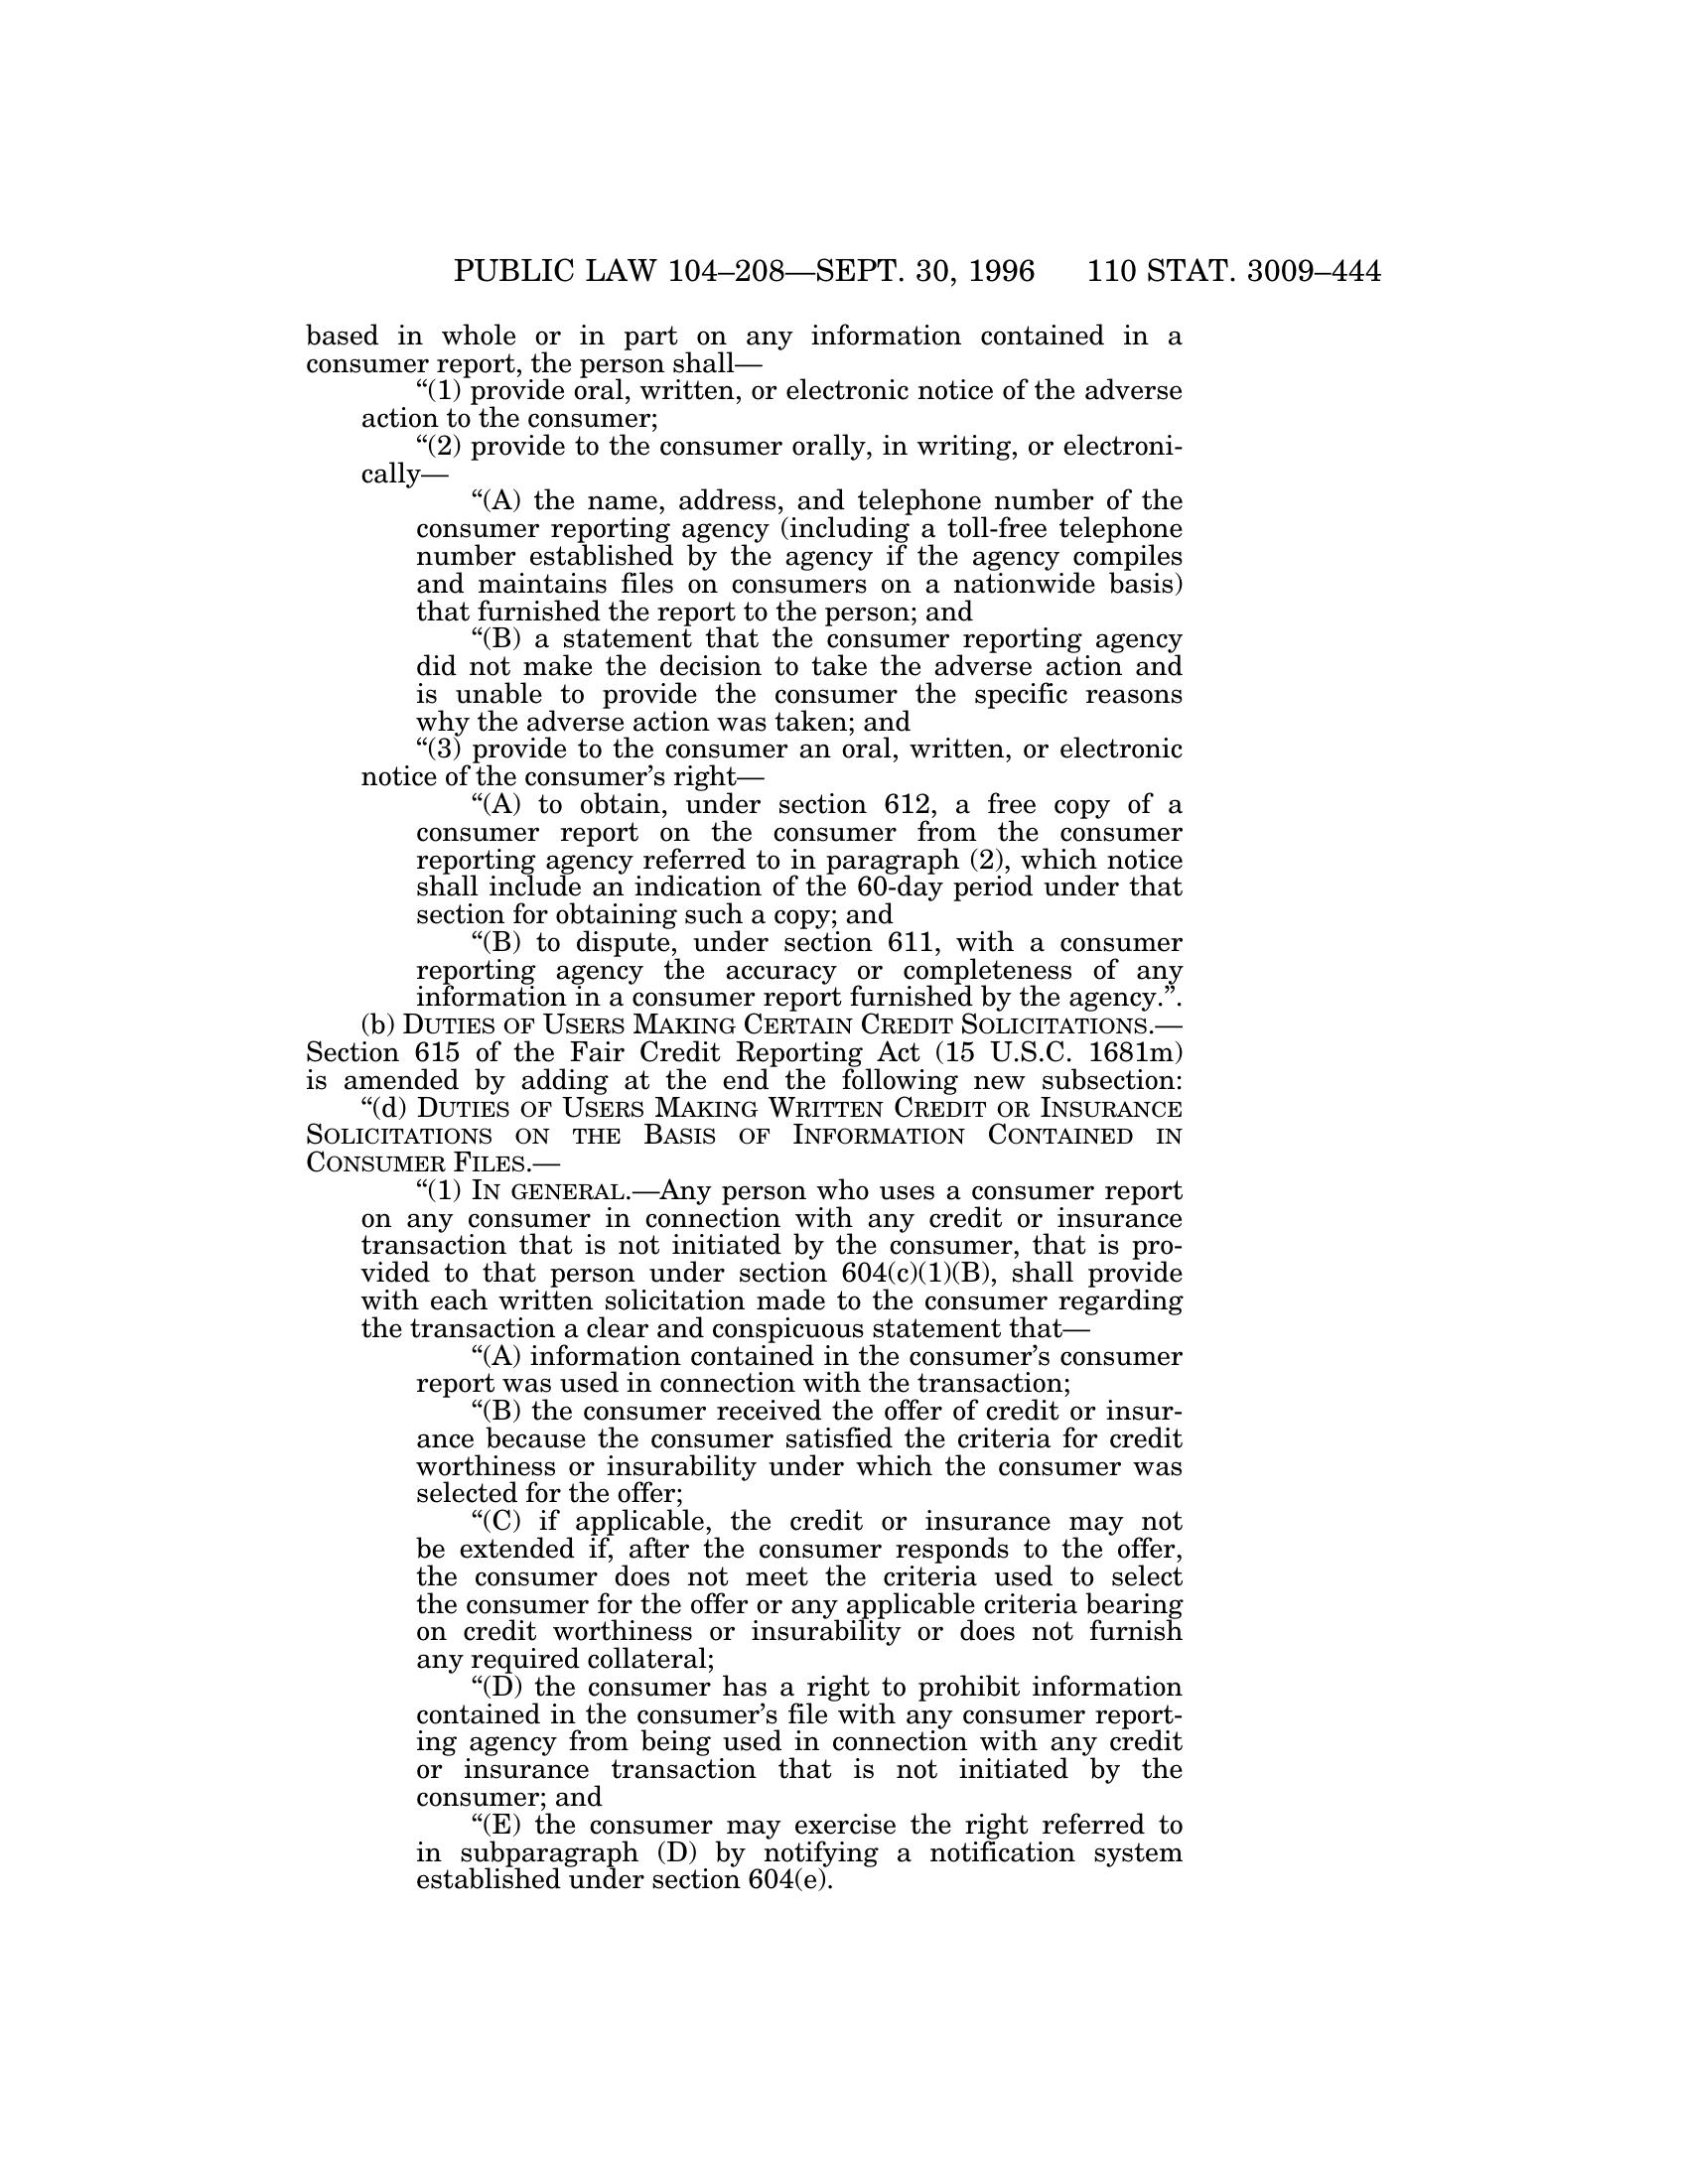 PUBLIC LAW 104–208—SEPT. 30, 1996 110 STAT. 3009–444
based in whole or in part on any information contained in a
consumer report, the person shall—
“(1) provide oral, written, or electronic notice of the adverse
action to the consumer;
“(2) provide to the consumer orally, in writing, or electroni-
cally—
“(A) the name, address, and telephone number of the
consumer reporting agency (including a toll-free telephone
number established by the agency if the agency compiles
and maintains files on consumers on a nationwide basis)
that furnished the report to the person; and
“(B) a statement that the consumer reporting agency
did not make the decision to take the adverse action and
is unable to provide the consumer the specific reasons
why the adverse action was taken; and
“(3) provide to the consumer an oral, written, or electronic
notice of the consumer’s right—
“(A) to obtain, under section 612, a free copy of a
consumer report on the consumer from the consumer
reporting agency referred to in paragraph (2), which notice
shall include an indication of the 60-day period under that
section for obtaining such a copy; and
“(B) to dispute, under section 611, with a consumer
reporting agency the accuracy or completeness of any
information in a consumer report furnished by the agency.”.
(b) DUTIES OF USERS MAKING CERTAIN CREDIT SOLICITATIONS.—
Section 615 of the Fair Credit Reporting Act (15 U.S.C. 1681m)
is amended by adding at the end the following new subsection:
“(d) DUTIES OF USERS MAKING WRITTEN CREDIT OR INSURANCE
SOLICITATIONS ON THE BASIS OF INFORMATION CONTAINED IN
CONSUMER FILES.—
“(1) IN GENERAL.—Any person who uses a consumer report
on any consumer in connection with any credit or insurance
transaction that is not initiated by the consumer, that is pro-
vided to that person under section 604(c)(1)(B), shall provide
with each written solicitation made to the consumer regarding
the transaction a clear and conspicuous statement that—
“(A) information contained in the consumer’s consumer
report was used in connection with the transaction;
“(B) the consumer received the offer of credit or insur-
ance because the consumer satisfied the criteria for credit
worthiness or insurability under which the consumer was
selected for the offer;
“(C) if applicable, the credit or insurance may not
be extended if, after the consumer responds to the offer,
the consumer does not meet the criteria used to select
the consumer for the offer or any applicable criteria bearing
on credit worthiness or insurability or does not furnish
any required collateral;
“(D) the consumer has a right to prohibit information
contained in the consumer’s file with any consumer report-
ing agency from being used in connection with any credit
or insurance transaction that is not initiated by the
consumer; and
“(E) the consumer may exercise the right referred to
in subparagraph (D) by notifying a notification system
established under section 604(e).